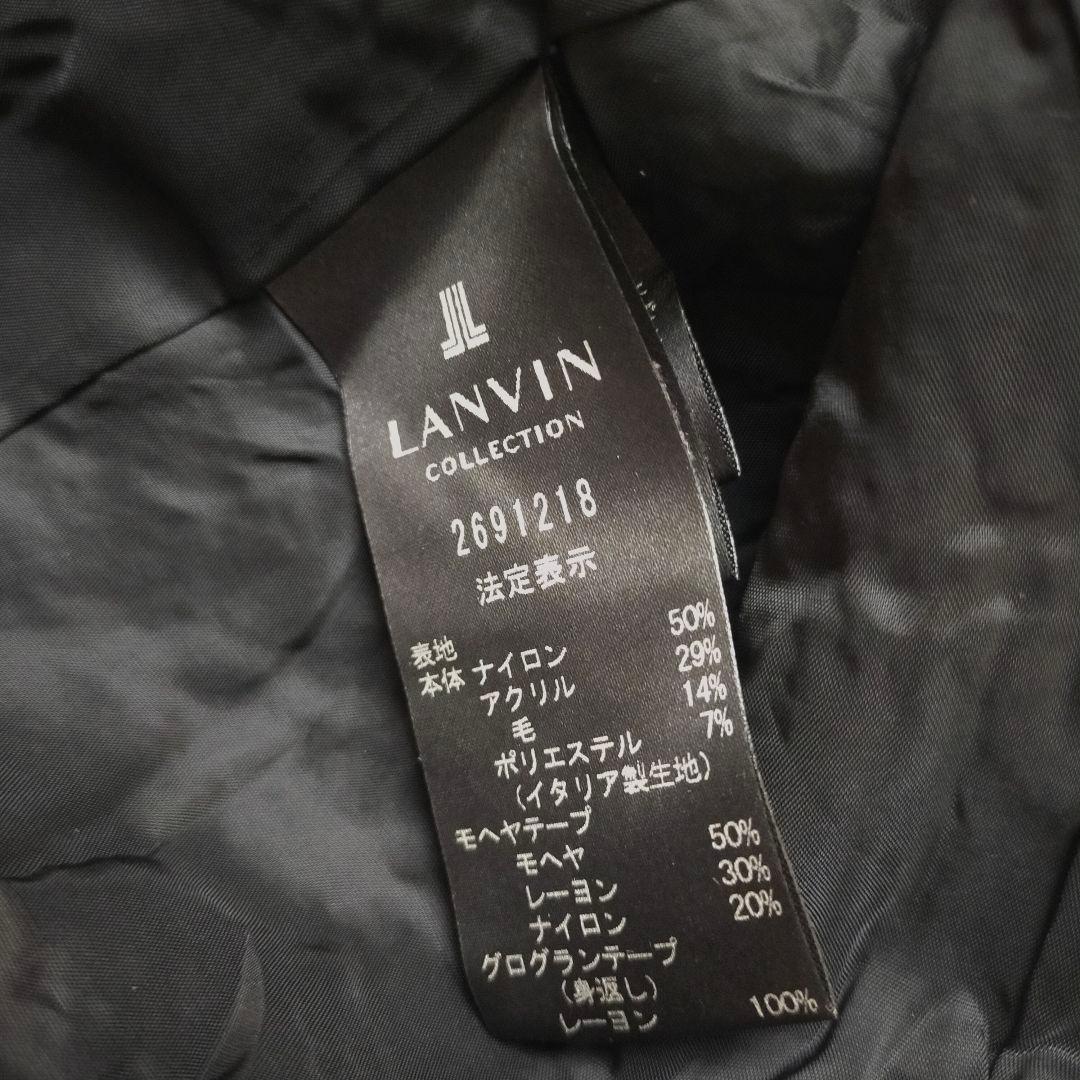 LANVIN
COLLECTION
2691218
法定表示
表地
本体 ナイロン 50%
アクリル 29%
毛 14%
ポリエステル 7%
(イタリア製生地)
モヘヤテープ
モヘヤ 50%
レーヨン 30%
ナイロン 20%
グログランテープ
(身返し)
レーヨン 100%